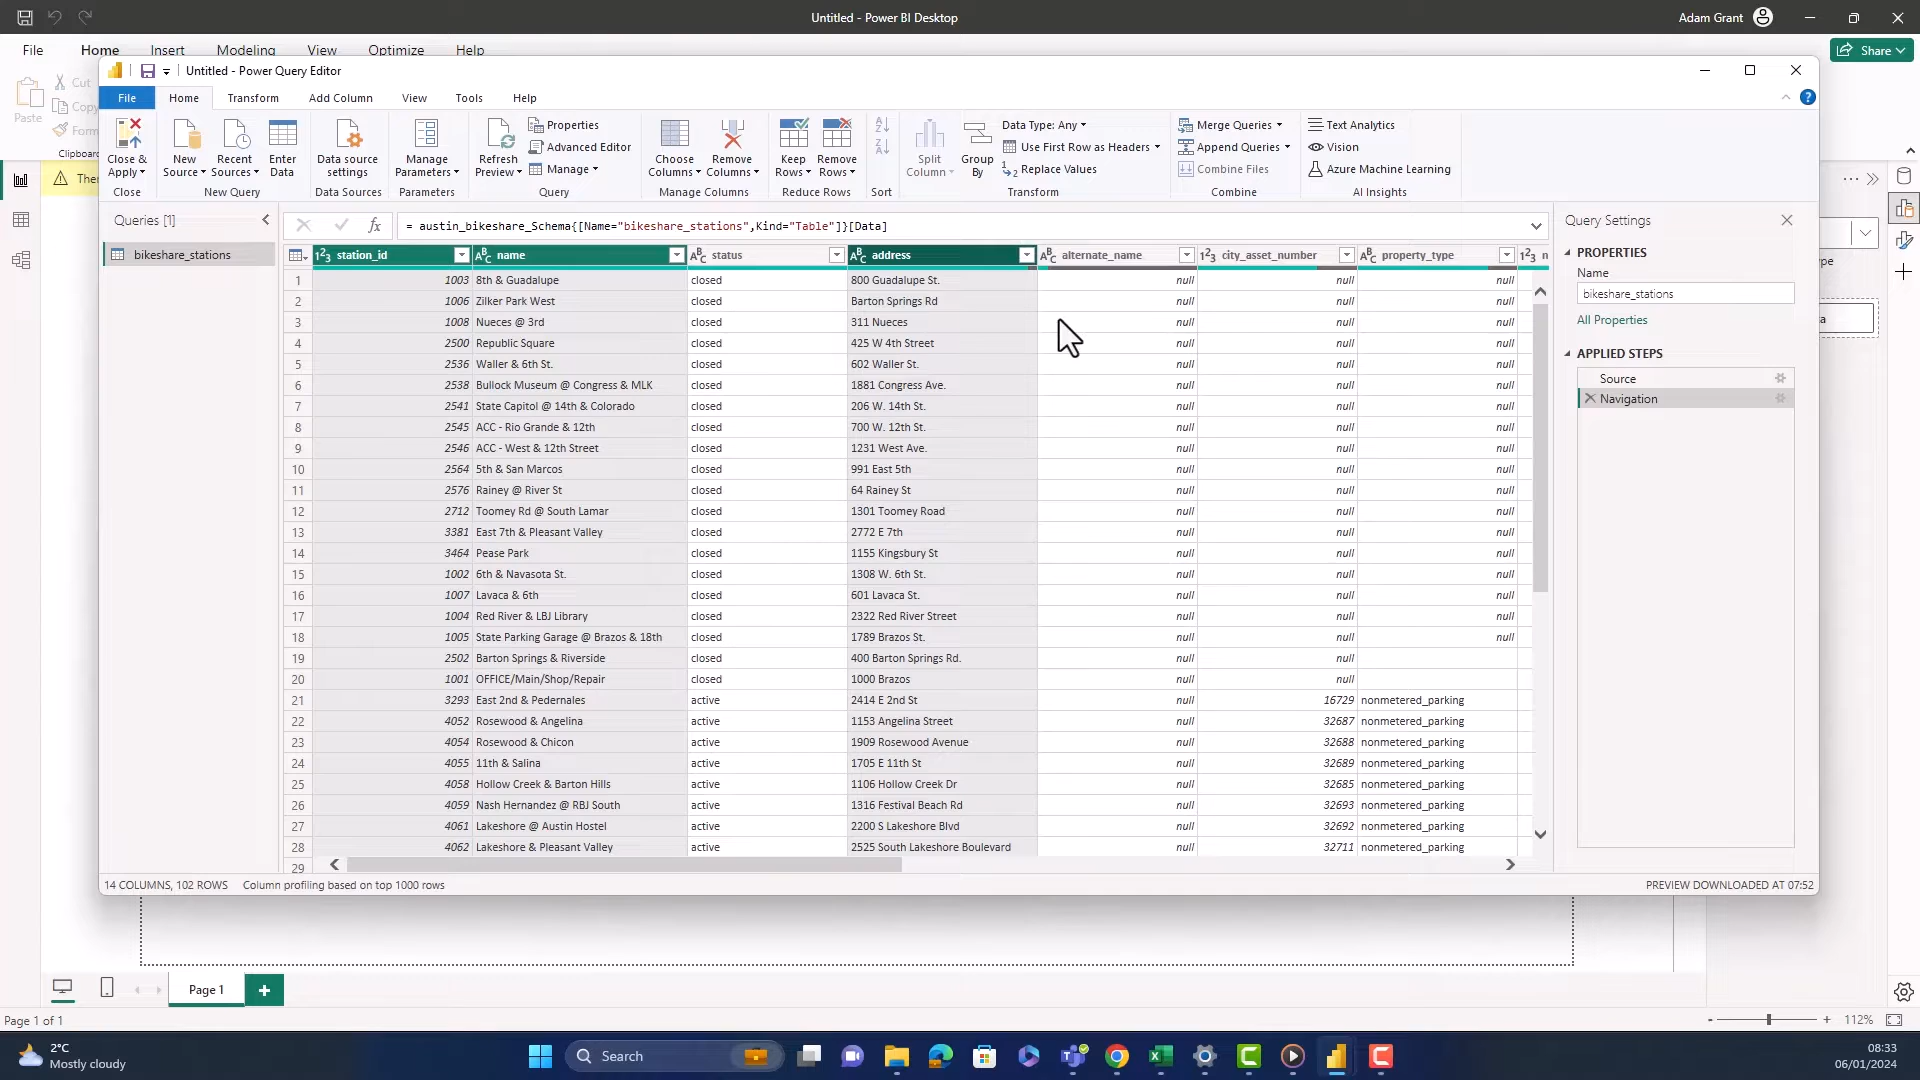 Untitled - Power BI Desktop
Adam Grant
File Home Insert Modeling View Optimize Help
Share
Untitled - Power Query Editor
File Home Transform Add Column View Tools Help
Paste
Cut
Copy
Form
Clipboard
Ther
Close & Apply
Close
New Source
Recent Sources
Enter Data
New Query
Data source settings
Data Sources
Manage Parameters
Parameters
Refresh Preview
Properties
Advanced Editor
Manage
Query
Choose Columns
Remove Columns
Manage Columns
Keep Rows
Remove Rows
Reduce Rows
Sort
Split Column
Group By
Data Type: Any
Use First Row as Headers
Replace Values
Transform
Merge Queries
Append Queries
Combine Files
Combine
Text Analytics
Vision
Azure Machine Learning
AI Insights
Queries [1]
bikeshare_stations
fx = austin_bikeshare_Schema{[Name="bikeshare_stations",Kind="Table"]}[Data]
station_id name status address alternate_name city_asset_number property_type n
1 1003 8th & Guadalupe closed 800 Guadalupe St. null null null
2 1006 Zilker Park West closed Barton Springs Rd null null null
3 1008 Nueces @ 3rd closed 311 Nueces null null null
4 2500 Republic Square closed 425 W 4th Street null null null
5 2536 Waller & 6th St. closed 602 Waller St. null null null
6 2538 Bullock Museum @ Congress & MLK closed 1881 Congress Ave. null null null
7 2541 State Capitol @ 14th & Colorado closed 206 W. 14th St. null null null
8 2545 ACC - Rio Grande & 12th closed 700 W. 12th St. null null null
9 2546 ACC - West & 12th Street closed 1231 West Ave. null null null
10 2564 5th & San Marcos closed 991 East 5th null null null
11 2576 Rainey @ River St closed 64 Rainey St null null null
12 2712 Toomey Rd @ South Lamar closed 1301 Toomey Road null null null
13 3381 East 7th & Pleasant Valley closed 2772 E 7th null null null
14 3464 Pease Park closed 1155 Kingsbury St null null null
15 1002 6th & Navasota St. closed 1308 W. 6th St. null null null
16 1007 Lavaca & 6th closed 601 Lavaca St. null null null
17 1004 Red River & LBJ Library closed 2322 Red River Street null null null
18 1005 State Parking Garage @ Brazos & 18th closed 1789 Brazos St. null null null
19 2502 Barton Springs & Riverside closed 400 Barton Springs Rd. null null
20 1001 OFFICE/Main/Shop/Repair closed 1000 Brazos null null
21 3293 East 2nd & Pedernales active 2414 E 2nd St null 16729 nonmetered_parking
22 4052 Rosewood & Angelina active 1153 Angelina Street null 32687 nonmetered_parking
23 4054 Rosewood & Chicon active 1909 Rosewood Avenue null 32688 nonmetered_parking
24 4055 11th & Salina active 1705 E 11th St null 32689 nonmetered_parking
25 4058 Hollow Creek & Barton Hills active 1106 Hollow Creek Dr null 32685 nonmetered_parking
26 4059 Nash Hernandez @ RBJ South active 1316 Festival Beach Rd null 32693 nonmetered_parking
27 4061 Lakeshore @ Austin Hostel active 2200 S Lakeshore Blvd null 32692 nonmetered_parking
28 4062 Lakeshore & Pleasant Valley active 2525 South Lakeshore Boulevard null 32711 nonmetered_parking
29
Query Settings
PROPERTIES
Name
bikeshare_stations
All Properties
APPLIED STEPS
Source
Navigation
ype
a
14 COLUMNS, 102 ROWS Column profiling based on top 1000 rows
PREVIEW DOWNLOADED AT 07:52
Page 1
Page 1 of 1
112%
2°C
Mostly cloudy
Search
08:33
06/01/2024